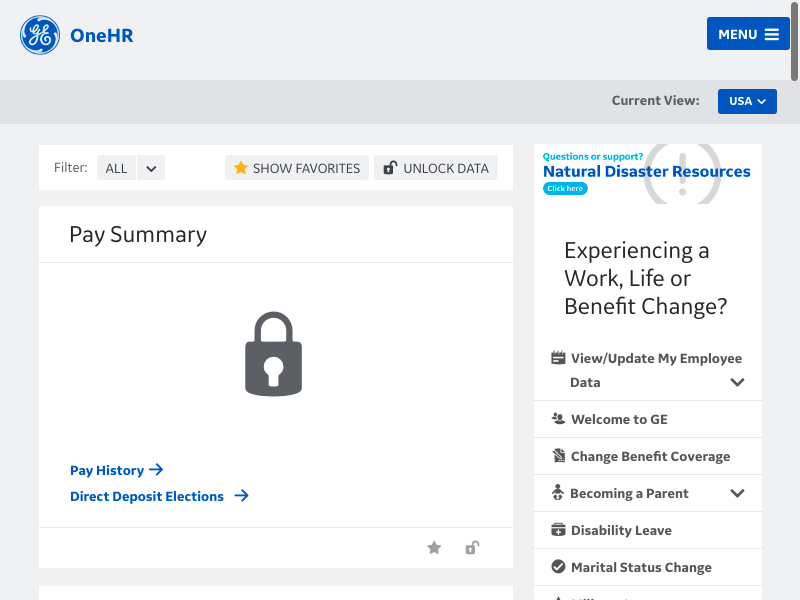 OneHR
MENU
Current View:
USA
Filter:
ALL
SHOW FAVORITES
UNLOCK DATA
Pay Summary
Pay History
Direct Deposit Elections
Questions or support?
Natural Disaster Resources
Click here
Experiencing a
Work, Life or
Benefit Change?
View/Update My Employee
Data
Welcome to GE
Change Benefit Coverage
Becoming a Parent
Disability Leave
Marital Status Change